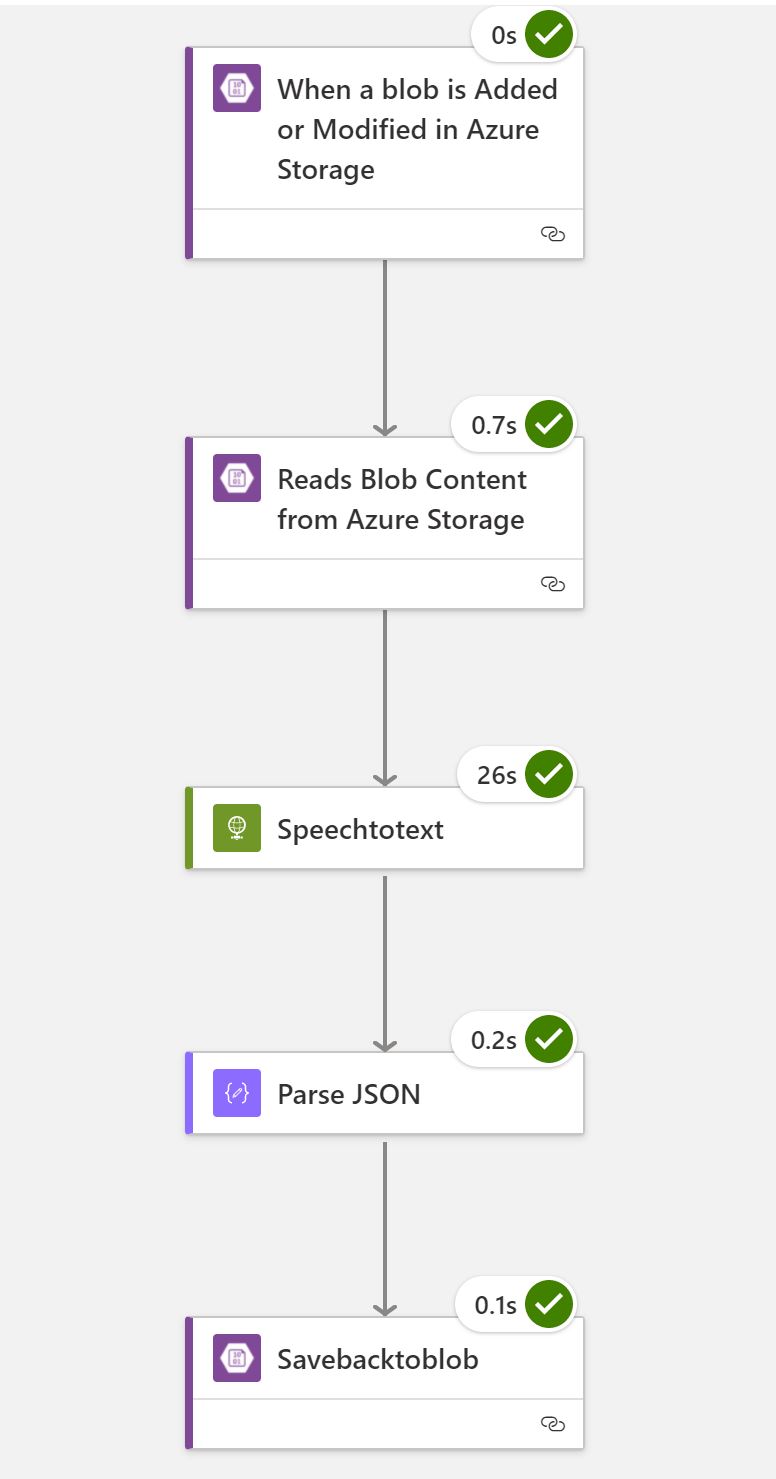 0s
When a blob is Added
or Modified in Azure
Storage
0.7s
Reads Blob Content
from Azure Storage
26s
Speechtotext
0.2s
Parse JSON
0.1s
Savebacktoblob